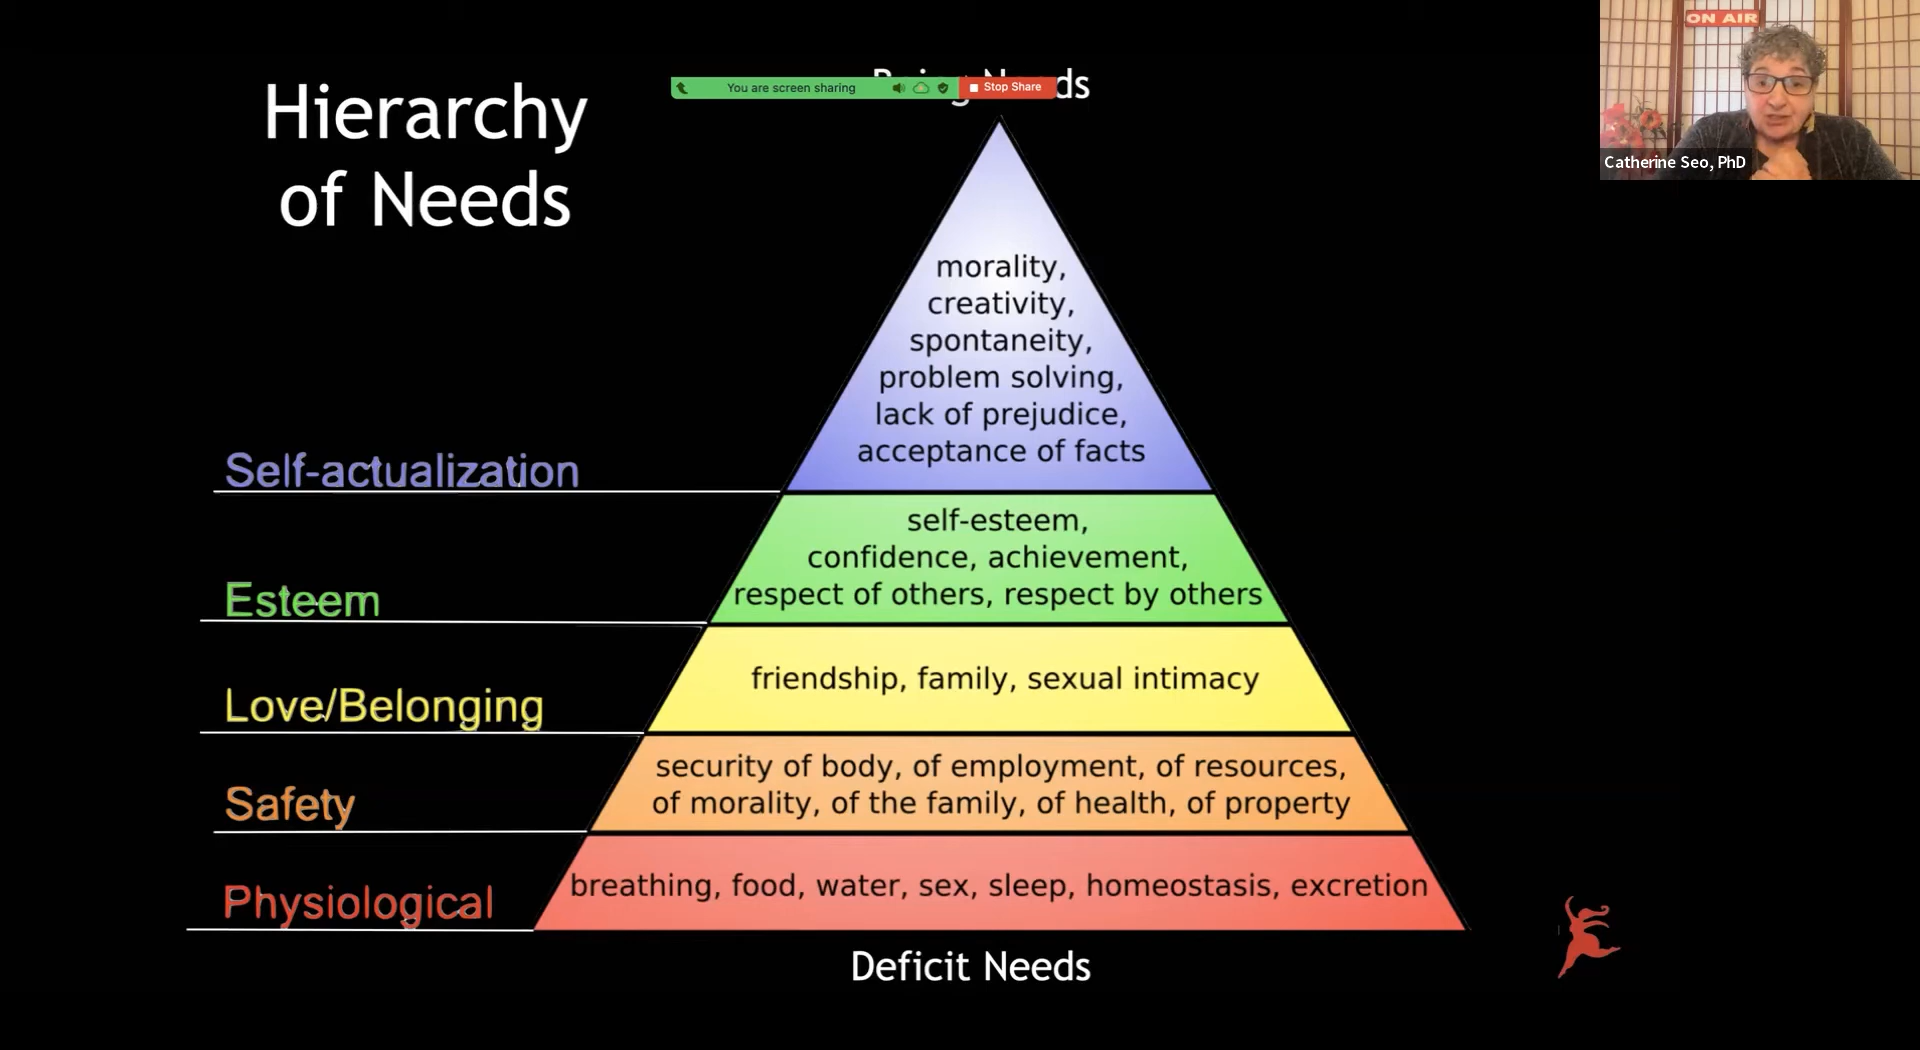 Hierarchy
of Needs
ds
You are screen sharing
Stop Share
ON AIR
Catherine Seo, PhD
morality,
creativity,
spontaneity,
problem solving,
lack of prejudice,
acceptance of facts
Self-actualization
self-esteem,
confidence, achievement,
respect of others, respect by others
Esteem
friendship, family, sexual intimacy
Love/Belonging
security of body, of employment, of resources,
of morality, of the family, of health, of property
Safety
breathing, food, water, sex, sleep, homeostasis, excretion
Physiological
Deficit Needs